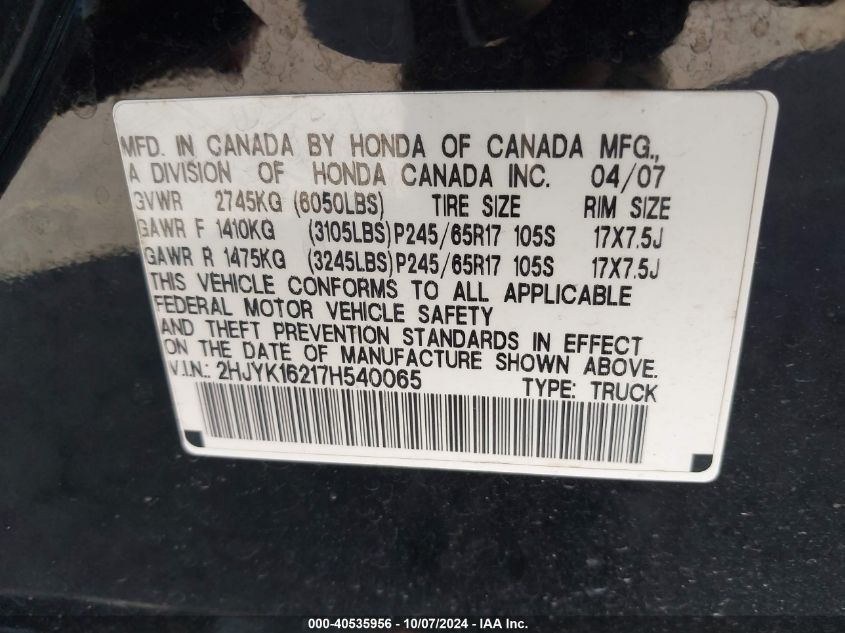 MFD. IN CANADA BY HONDA OF CANADA MFG.,
A DIVISION OF HONDA CANADA INC. 04/07
GVWR 2745KG (6050LBS) TIRE SIZE RIM SIZE
GAWR F 1410KG (3105LBS) P245/65R17 105S 17X7.5J
GAWR R 1475KG (3245LBS) P245/65R17 105S 17X7.5J
THIS VEHICLE CONFORMS TO ALL APPLICABLE
FEDERAL MOTOR VEHICLE SAFETY
AND THEFT PREVENTION STANDARDS IN EFFECT
ON THE DATE OF MANUFACTURE SHOWN ABOVE.
V.I.N.: 2HJYK16217H540065 TYPE: TRUCK
000-40535956 - 10/07/2024 - IAA Inc.